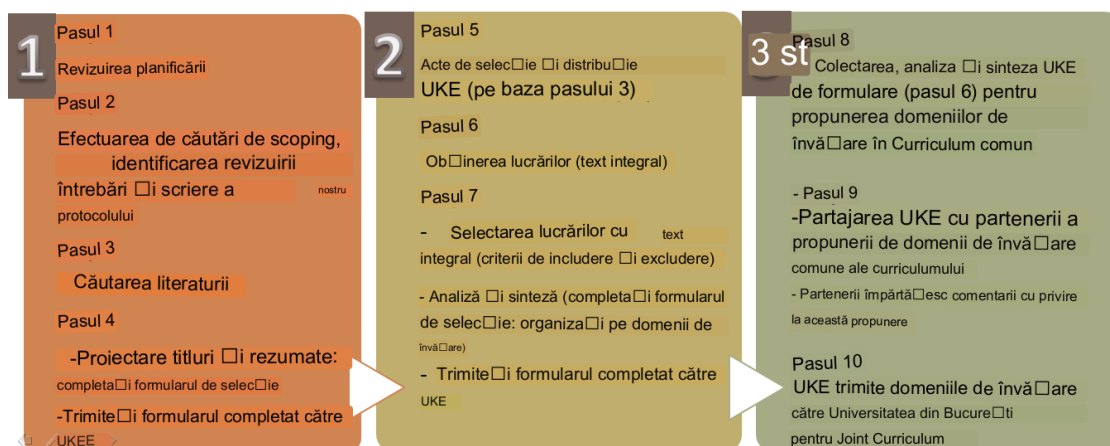 1
Pasul 1
Revizuirea planificării
Pasul 2
Efectuarea de căutări de scoping,
identificarea revizuirii
întrebări □i scriere a nostru
protocolului
Pasul 3
Căutarea literaturii
Pasul 4
-Proiectare titluri □i rezumate:
completa□i formularul de selec□ie
-Trimite□i formularul completat către
UKEE
2
Pasul 5
Acte de selec□ie □i distribu□ie
UKE (pe baza pasului 3)
Pasul 6
Ob□inerea lucrărilor (text integral)
Pasul 7
- Selectarea lucrărilor cu text
integral (criterii de includere □i excludere)
- Analiză □i sinteză (completa□i formularul
de selec□ie: organiza□i pe domenii de
învă□are)
- Trimite□i formularul completat către
UKE
3 st
Pasul 8
Colectarea, analiza □i sinteza UKE
de formulare (pasul 6) pentru
propunerea domeniilor de
învă□are în Curriculum comun
- Pasul 9
-Partajarea UKE cu partenerii a
propunerii de domenii de învă□are
comune ale curriculumului
- Partenerii împărtă□esc comentarii cu privire
la această propunere
Pasul 10
UKE trimite domeniile de învă□are
către Universitatea din Bucure□ti
pentru Joint Curriculum